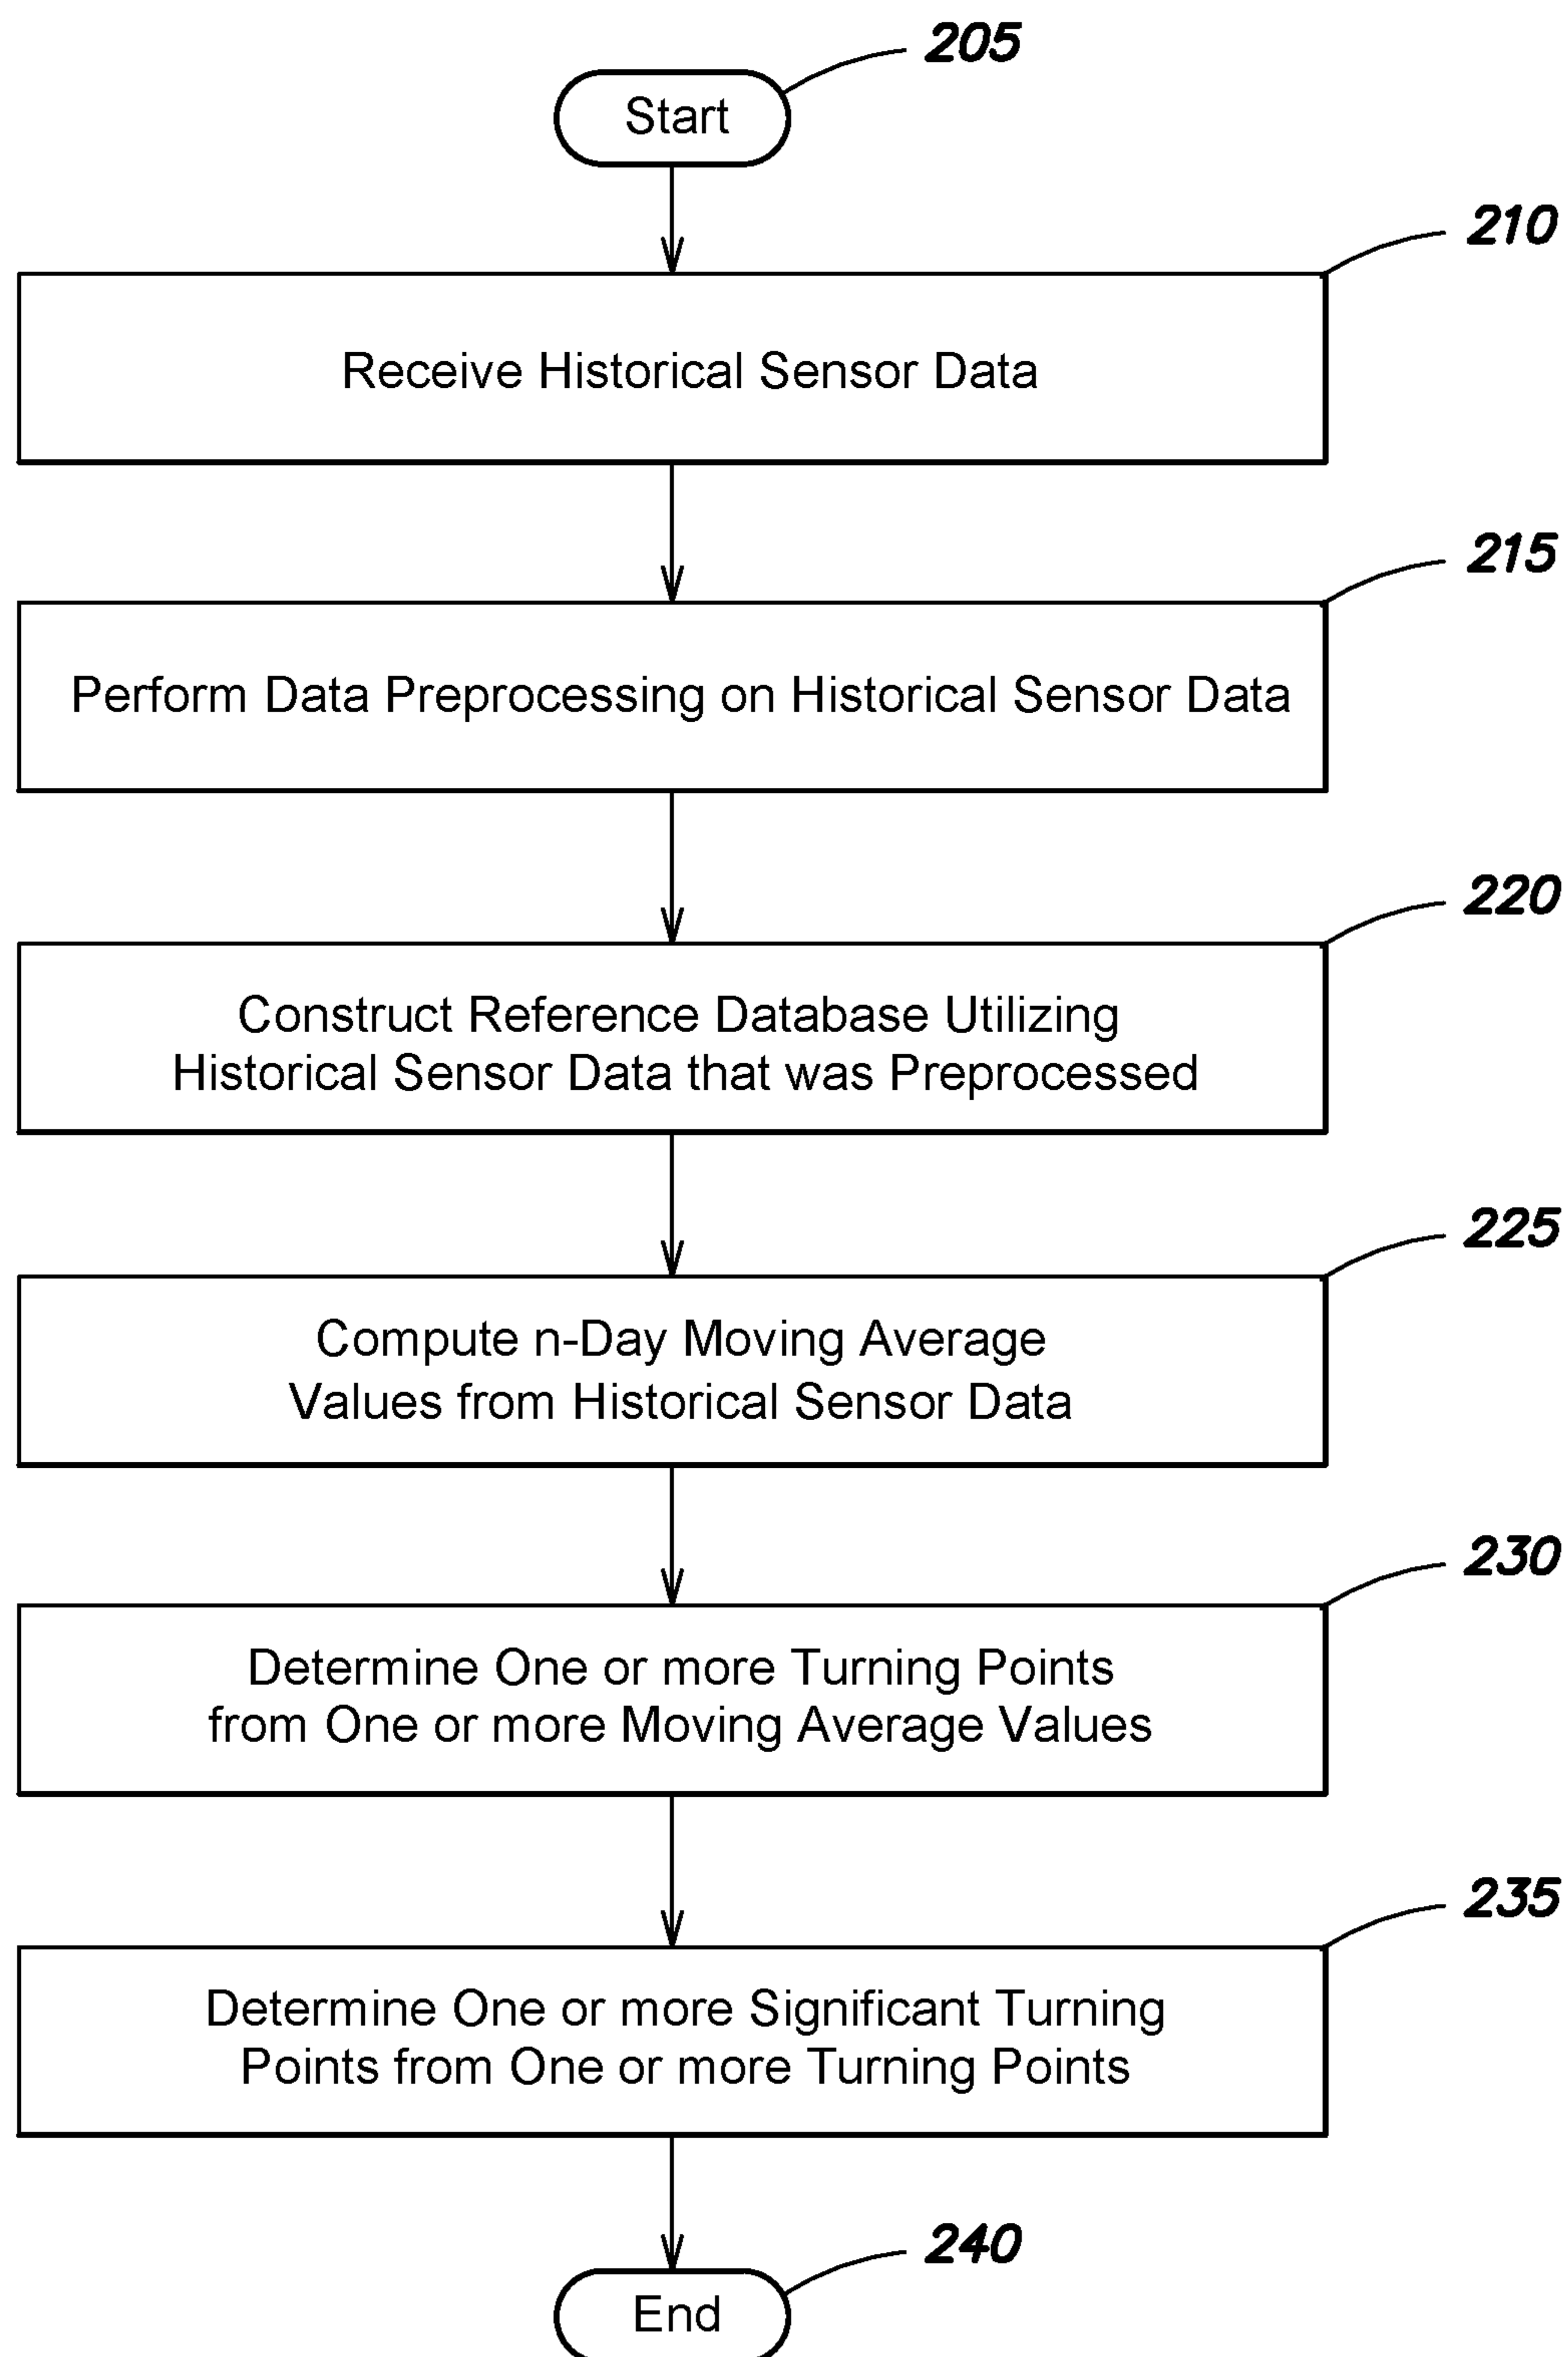 205
Start
210
Receive Historical Sensor Data
215
Perform Data Preprocessing on Historical Sensor Data
220
Construct Reference Database Utilizing
Historical Sensor Data that was Preprocessed
225
Compute n-Day Moving Average
Values from Historical Sensor Data
230
Determine One or more Turning Points
from One or more Moving Average Values
235
Determine One or more Significant Turning
Points from One or more Turning Points
240
End